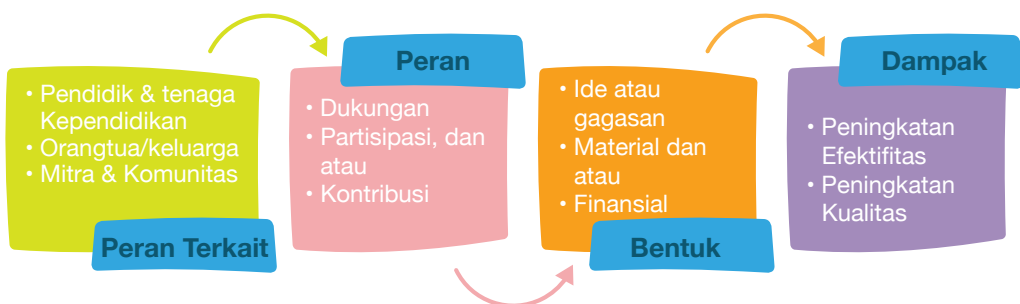 • Pendidik & tenaga
Kependidikan
• Orangtua/keluarga
• Mitra & Komunitas
Peran Terkait
Peran
• Dukungan
• Partisipasi, dan
atau
• Kontribusi
• Ide atau
gagasan
• Material dan
atau
• Finansial
Bentuk
Dampak
• Peningkatan
Efektifitas
• Peningkatan
Kualitas